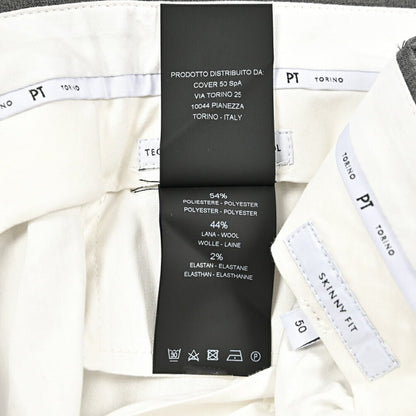 PRODOTTO DISTRIBUITO DA:
COVER 50 SpA
VIA TORINO 25
10044 PIANEZZA
TORINO - ITALY
TORINO
PT
TORINO
PT
TORINO
54%
POLIESTERE - POLYESTER
POLYESTER - POLYESTER
44%
LANA - WOOL
WOLLE - LAINE
2%
ELASTAN - ELASTANE
ELASTHAN - ELASTHANNE
TORINO
PT
TORINO
SKINNY FIT
50